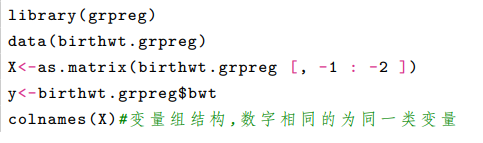 library(grpreg)
data(birthwt.grpreg)
X<-as.matrix(birthwt.grpreg [, -1 : -2 ])
y<-birthwt.grpreg$bwt
colnames(X)#变量组结构,数字相同的为同一类变量